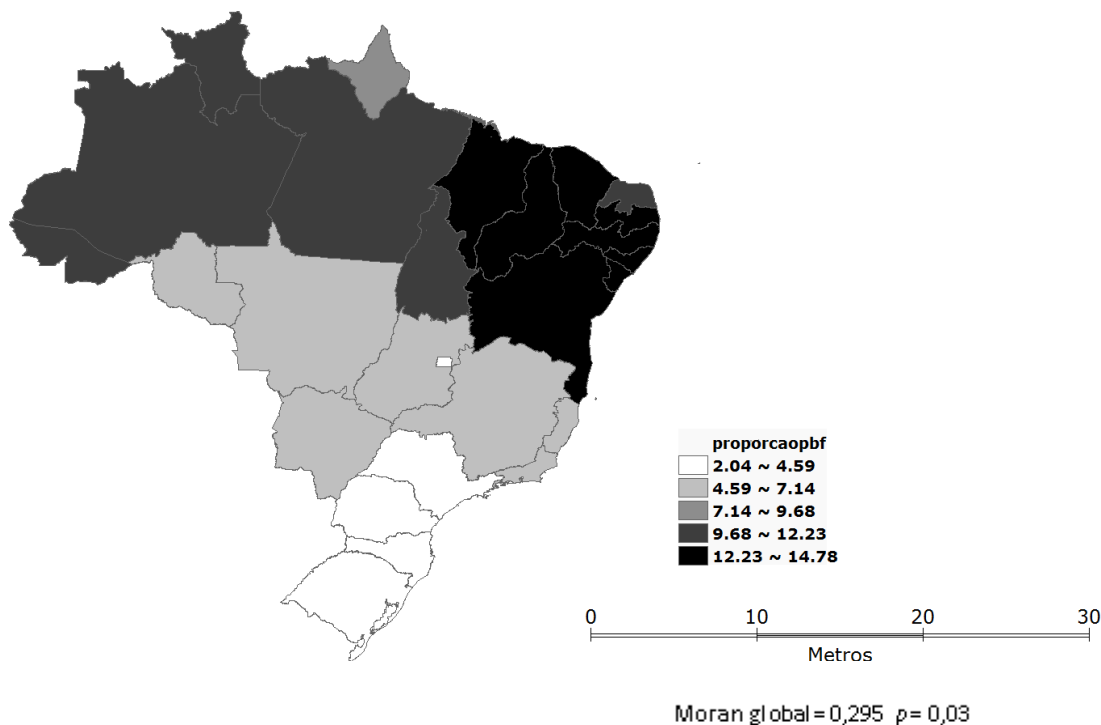 proporcaopbf
2.04 ~ 4.59
4.59 ~ 7.14
7.14 ~ 9.68
9.68 ~ 12.23
12.23 ~ 14.78
0 10 20 30
Metros
Moran global = 0,295 p = 0,03